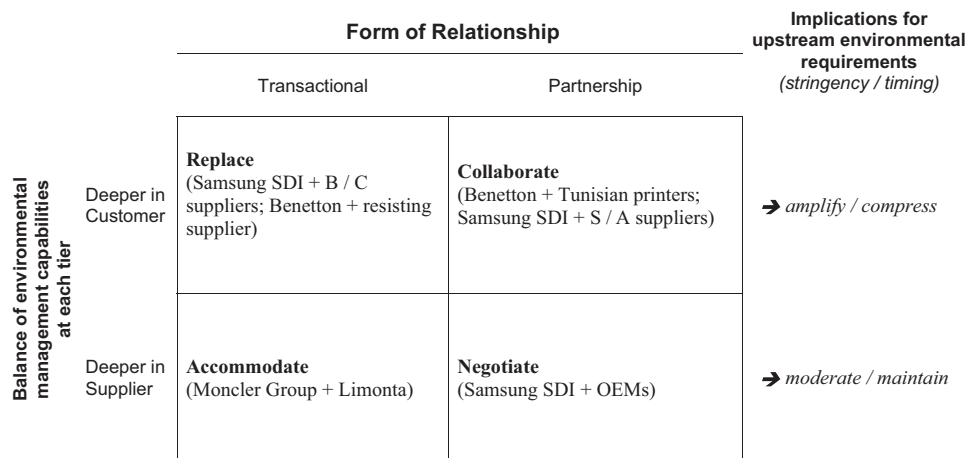 Form of Relationship
Implications for
upstream environmental
requirements
(stringency / timing)
Transactional
Partnership
Balance of environmental
management capabilities
at each tier
Deeper in
Customer
Replace
(Samsung SDI + B / C
suppliers; Benetton + resisting
supplier)
Collaborate
(Benetton + Tunisian printers;
Samsung SDI + S / A suppliers)
➔ amplify / compress
Deeper in
Supplier
Accommodate
(Moncler Group + Limonta)
Negotiate
(Samsung SDI + OEMs)
➔ moderate / maintain